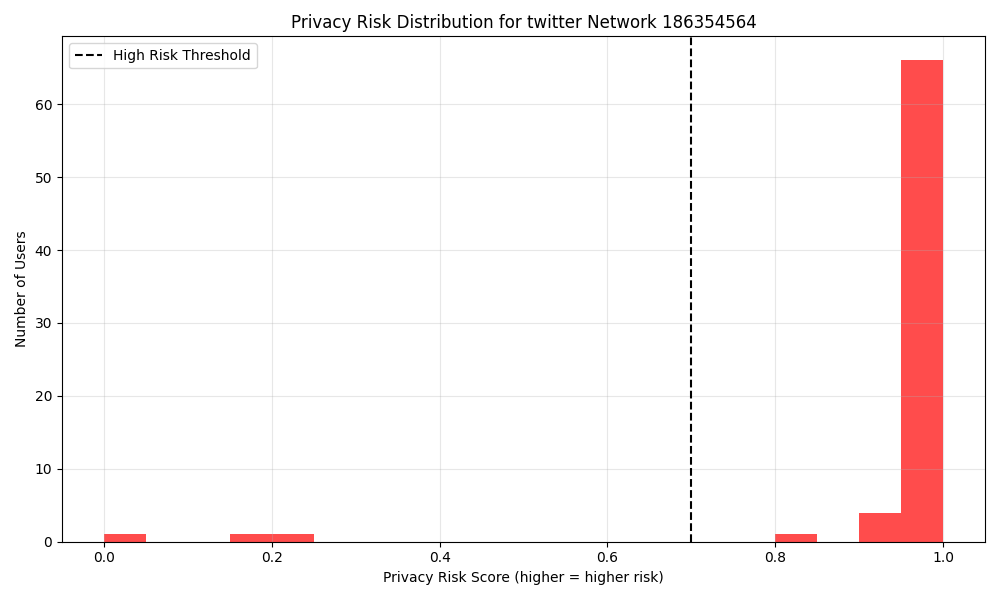 Privacy Risk Distribution for twitter Network 186354564
High Risk Threshold
Number of Users
60
50
40
30
20
10
0
0.0 0.2 0.4 0.6 0.8 1.0
Privacy Risk Score (higher = higher risk)